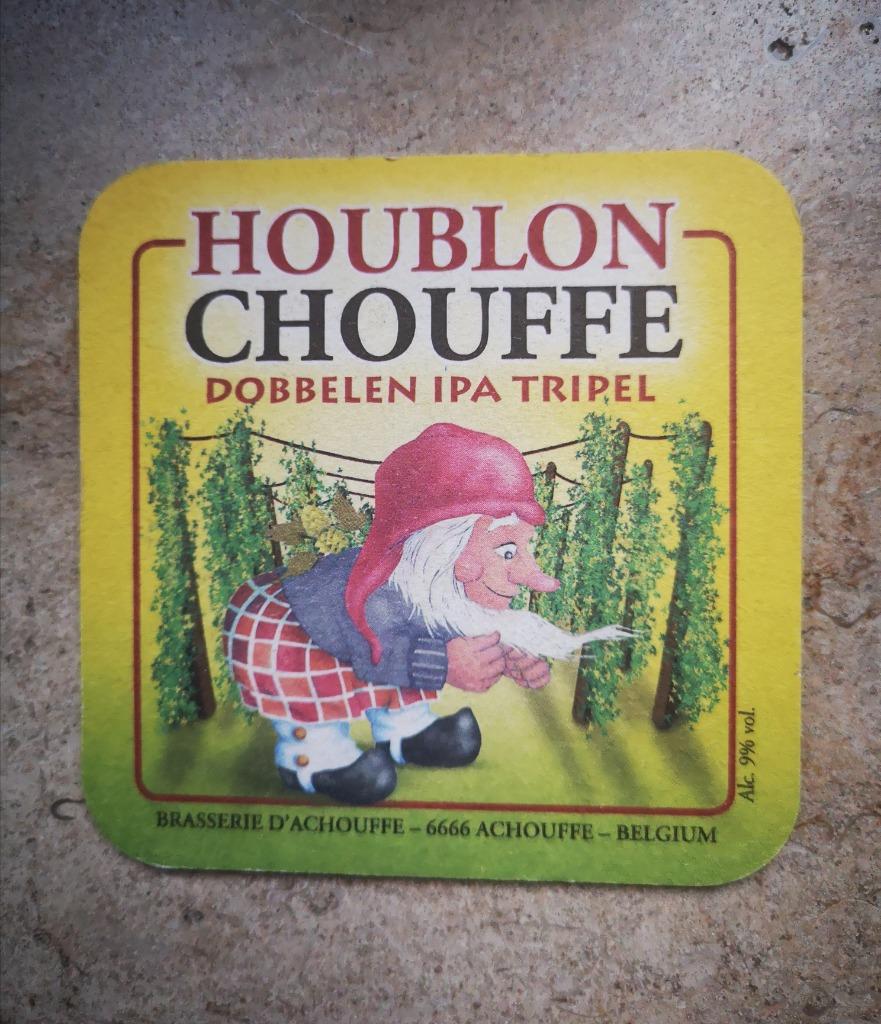 HOUBLON
CHOUFFE
DOBBELEN IPA TRIPEL
Alc. 9% vol.
BRASSERIE D'ACHOUFFE – 6666 ACHOUFFE – BELGIUM